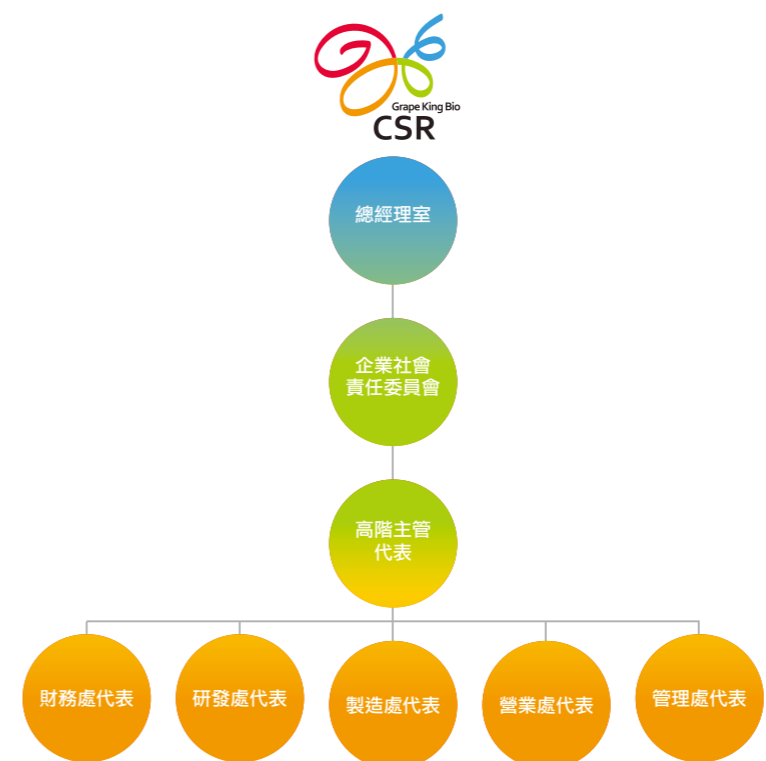 Grape King Bio
CSR
總經理室
企業社會
責任委員會
高階主管
代表
財務處代表
研發處代表
製造處代表
營業處代表
管理處代表